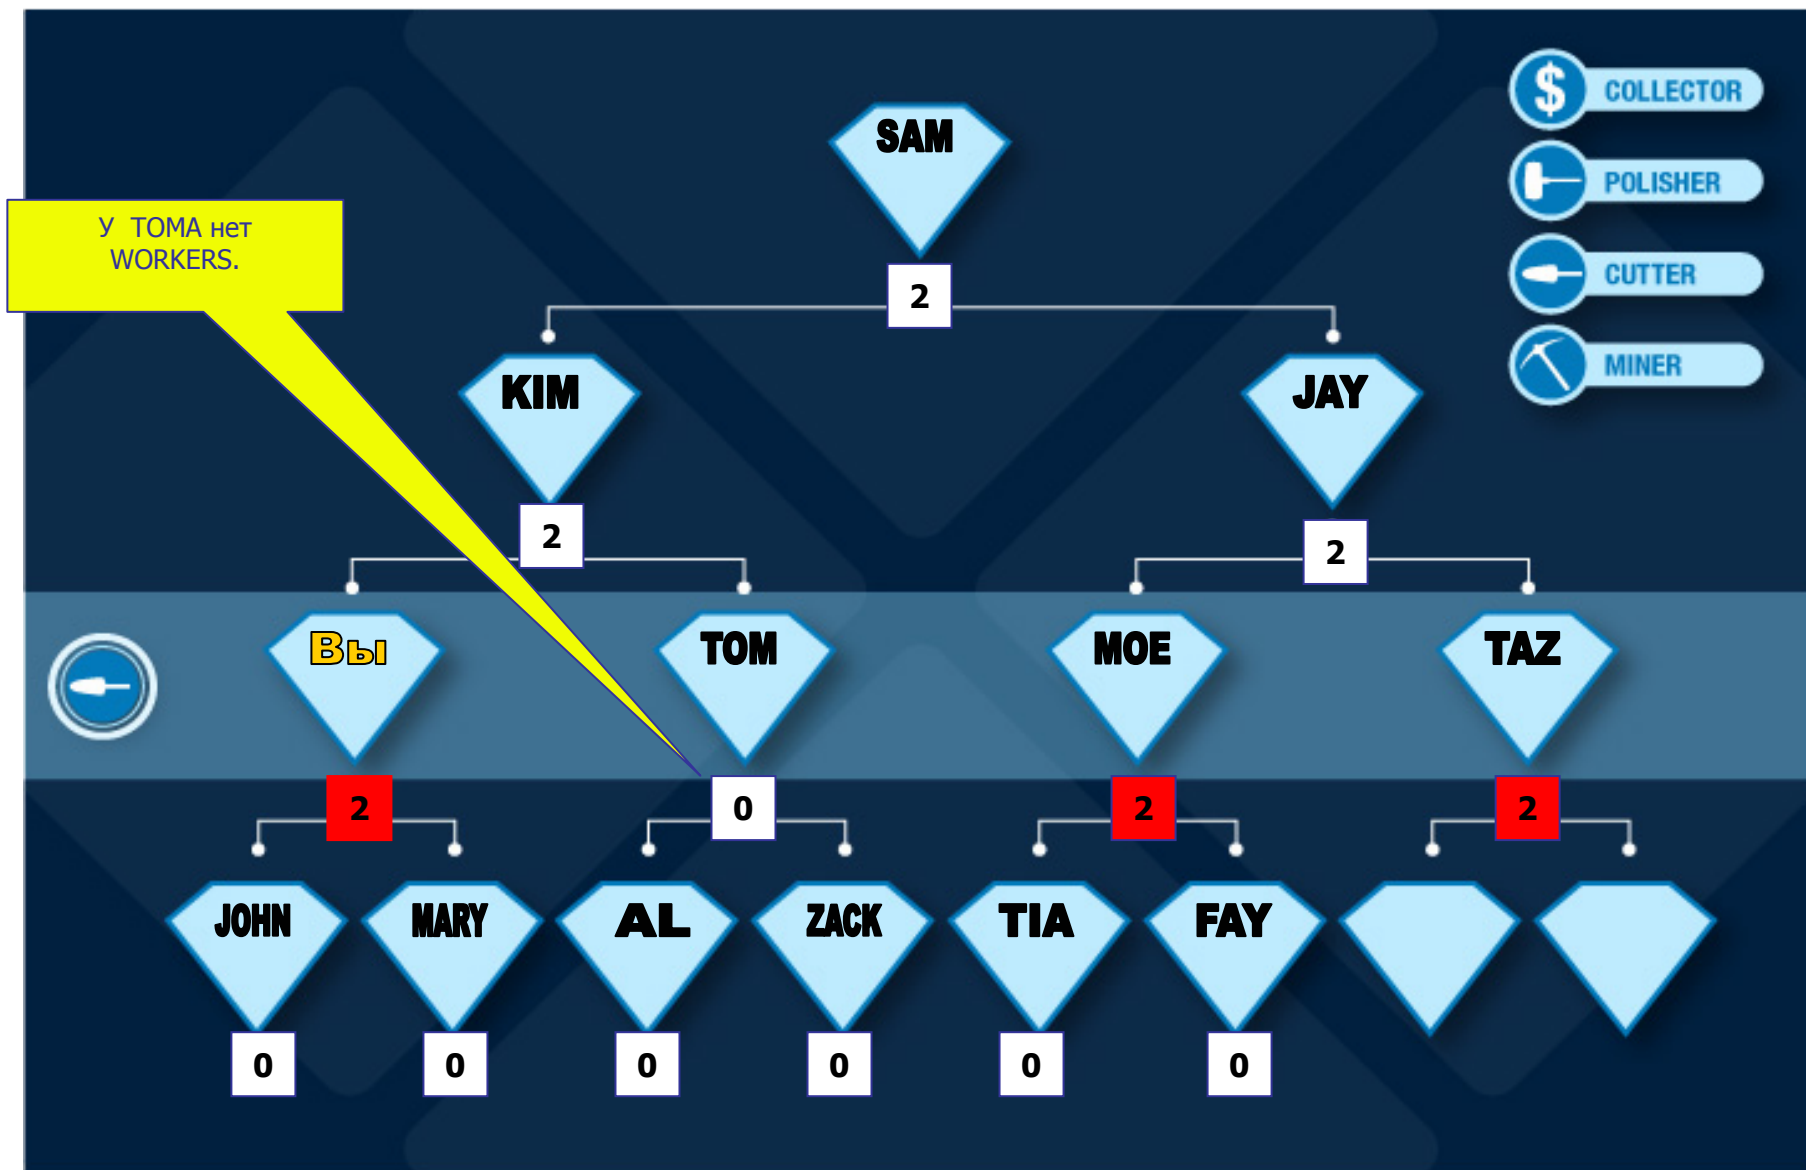 COLLECTOR
SAM
POLISHER
У ТОМА нет
WORKERS.
CUTTER
2
MINER
KIM
JAY
2
2
Вы
TOM
MOE
TAZ
2
0
2
2
JOHN
MARY
AL
ZACK
TIA
FAY
0
0
0
0
0
0